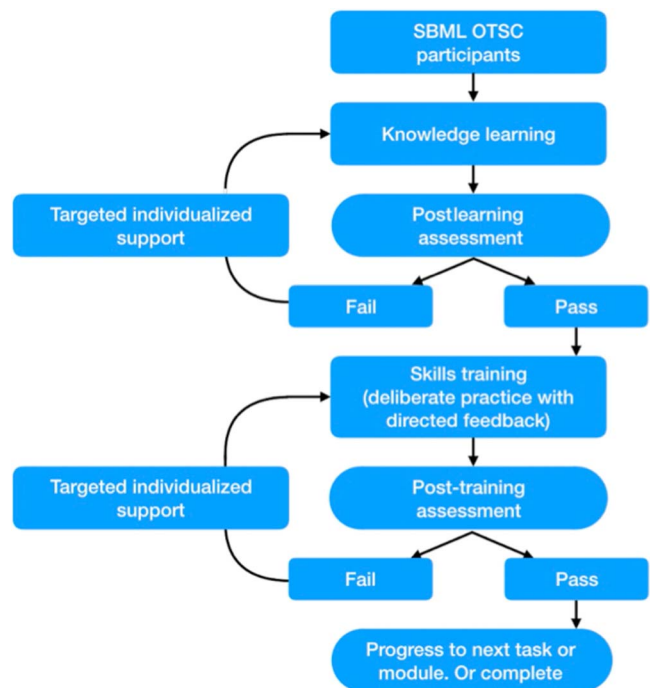 SBML OTSC
participants
Knowledge learning
Targeted individualized
support
Postlearning
assessment
Fail
Pass
Skills training
(deliberate practice with
directed feedback)
Targeted individualized
support
Post-training
assessment
Fail
Pass
Progress to next task or
module. Or complete